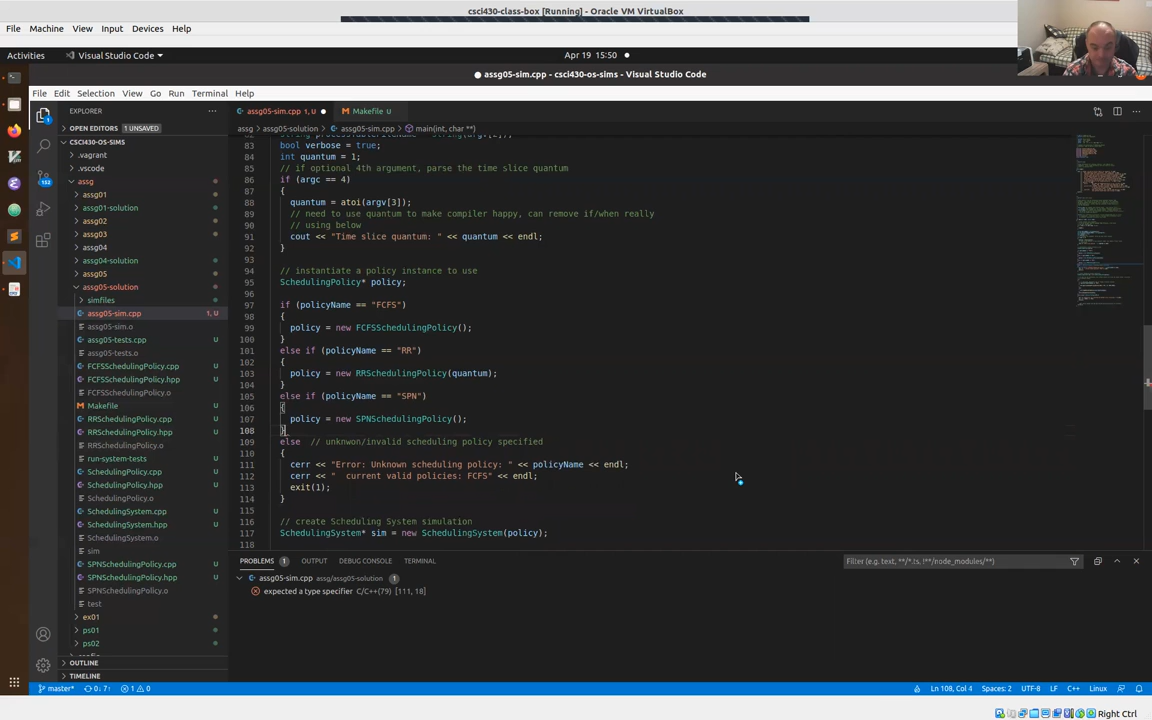 csci430-class-box [Running] - Oracle VM VirtualBox
File Machine View Input Devices Help
Activities Visual Studio Code Apr 19 15:50
assg05-sim.cpp - csci430-os-sims - Visual Studio Code
File Edit Selection View Go Run Terminal Help
EXPLORER ··· assg05-sim.cpp 1, U Makefile U
OPEN EDITORS 1 UNSAVED assg > assg05-solution > assg05-sim.cpp > main(int, char **)
CSCI430-OS-SIMS
.vagrant
.vscode
assg
assg01
assg01-solution
assg02
assg03
assg04
assg04-solution
assg05
assg05-solution
simfiles
assg05-sim.cpp 1, U
assg05-sim.o
assg05-tests.cpp U
assg05-tests.o
FCFSSchedulingPolicy.cpp U
FCFSSchedulingPolicy.hpp U
FCFSSchedulingPolicy.o
Makefile U
RRSchedulingPolicy.cpp U
RRSchedulingPolicy.hpp U
RRSchedulingPolicy.o
run-system-tests U
SchedulingPolicy.cpp U
SchedulingPolicy.hpp U
SchedulingPolicy.o
SchedulingSystem.cpp U
SchedulingSystem.hpp U
SchedulingSystem.o
sim
SPNSchedulingPolicy.cpp U
SPNSchedulingPolicy.hpp U
SPNSchedulingPolicy.o
test
ex01
ps01
ps02
OUTLINE
TIMELINE
83 bool verbose = true;
84 int quantum = 1;
85 // if optional 4th argument, parse the time slice quantum
86 if (argc == 4)
87 {
88 quantum = atoi(argv[3]);
89 // need to use quantum to make compiler happy, can remove if/when really
90 // using below
91 cout << "Time slice quantum: " << quantum << endl;
92 }
93
94 // instantiate a policy instance to use
95 SchedulingPolicy* policy;
96
97 if (policyName == "FCFS")
98 {
99 policy = new FCFSSchedulingPolicy();
100 }
101 else if (policyName == "RR")
102 {
103 policy = new RRSchedulingPolicy(quantum);
104 }
105 else if (policyName == "SPN")
106 {
107 policy = new SPNSchedulingPolicy();
108 }
109 else // unknwon/invalid scheduling policy specified
110 {
111 cerr << "Error: Unknown scheduling policy: " << policyName << endl;
112 cerr << " current valid policies: FCFS" << endl;
113 exit(1);
114 }
115
116 // create Scheduling System simulation
117 SchedulingSystem* sim = new SchedulingSystem(policy);
118
PROBLEMS 1 OUTPUT DEBUG CONSOLE TERMINAL Filter (e.g. text, **/*.ts, !**/node_modules/**)
assg05-sim.cpp assg/assg05-solution 1
expected a type specifier C/C++(79) [111, 18]
master* 0↓ 7↑ 1 0 Ln 108, Col 4 Spaces: 2 UTF-8 LF C++ Linux
Right Ctrl